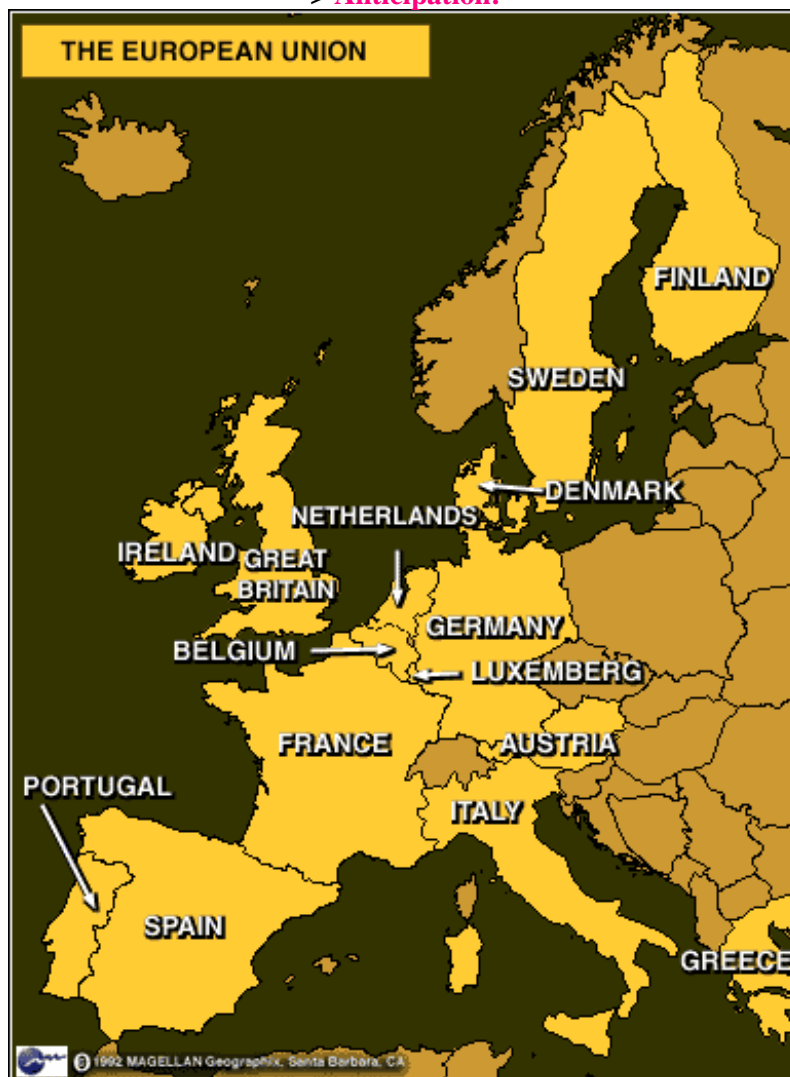 > Anticipation:
THE EUROPEAN UNION
FINLAND
SWEDEN
DENMARK
NETHERLANDS
IRELAND
GREAT
BRITAIN
GERMANY
BELGIUM
LUXEMBERG
FRANCE
AUSTRIA
PORTUGAL
ITALY
SPAIN
GREECE
© 1992 MAGELLAN Geographix, Santa Barbara, CA